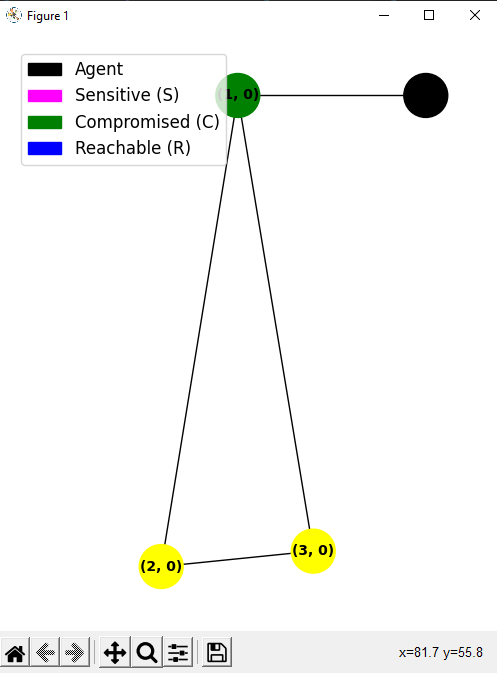 Figure 1
Agent
Sensitive (S)
Compromised (C)
Reachable (R)
(1, 0)
(2, 0)
(3, 0)
x=81.7 y=55.8